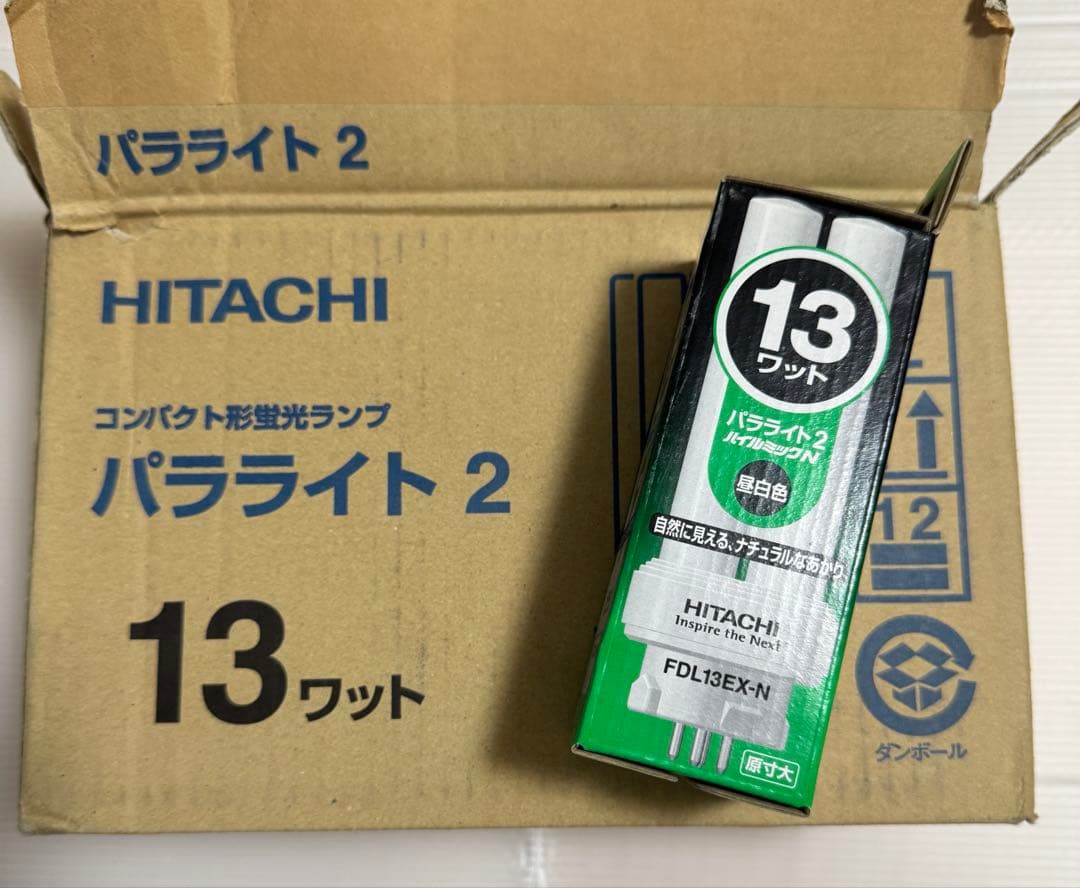 パラライト 2
HITACHI
コンパクト形蛍光ランプ
パラライト 2
13ワット
12
ダンボール
13
ワット
パラライト 2
ハイルミックN
昼白色
自然に見える、ナチュラルなあかり。
HITACHI
Inspire the Next
FDL13EX-N
原寸大